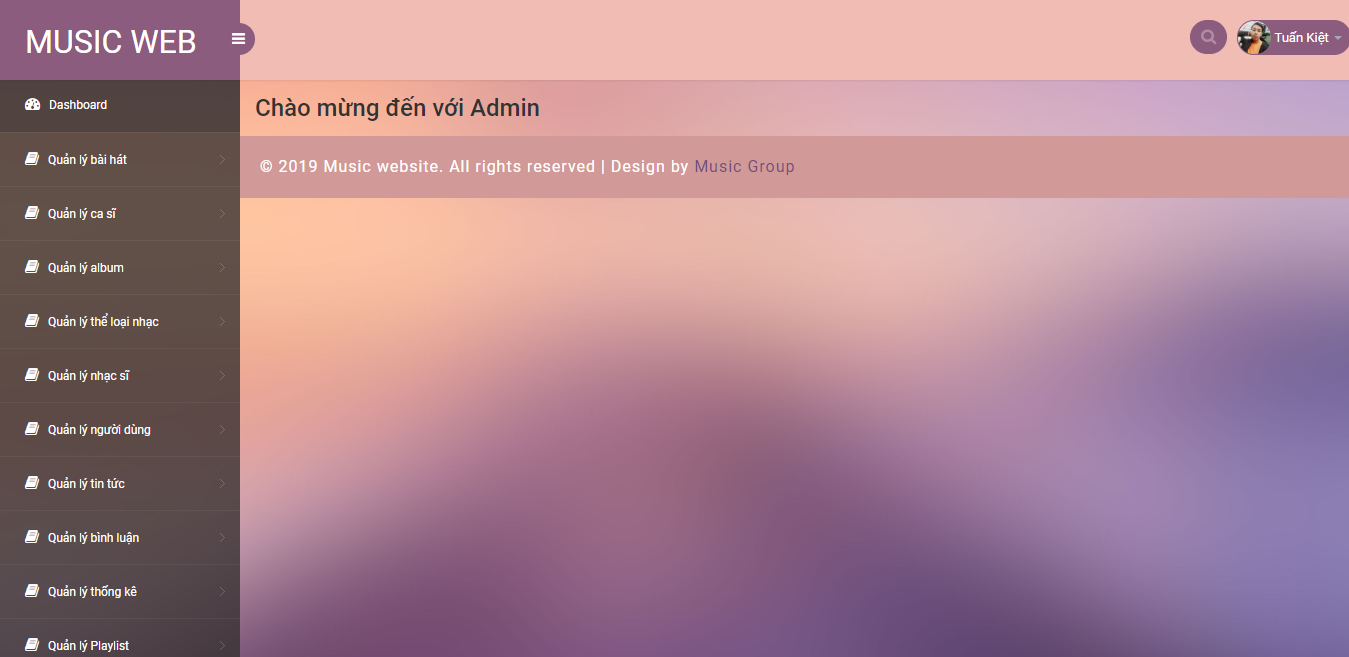 MUSIC WEB
Tuấn Kiệt
Dashboard
Quản lý bài hát
Quản lý ca sĩ
Quản lý album
Quản lý thể loại nhạc
Quản lý nhạc sĩ
Quản lý người dùng
Quản lý tin tức
Quản lý bình luận
Quản lý thống kê
Quản lý Playlist
Chào mừng đến với Admin
© 2019 Music website. All rights reserved | Design by Music Group